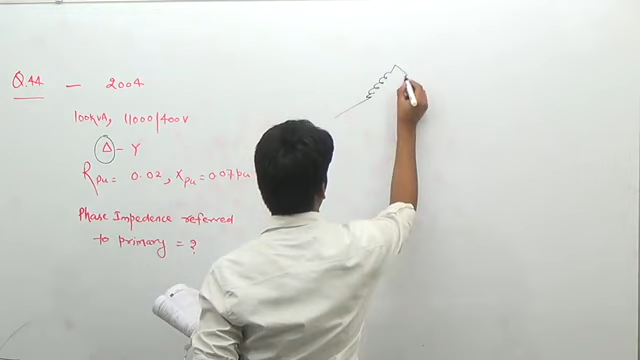 Q.44 — 2004
100kVA, 11000/400V
Δ - Y
Rpu = 0.02, Xpu = 0.07pu
Phase Impedence referred
to primary = ?